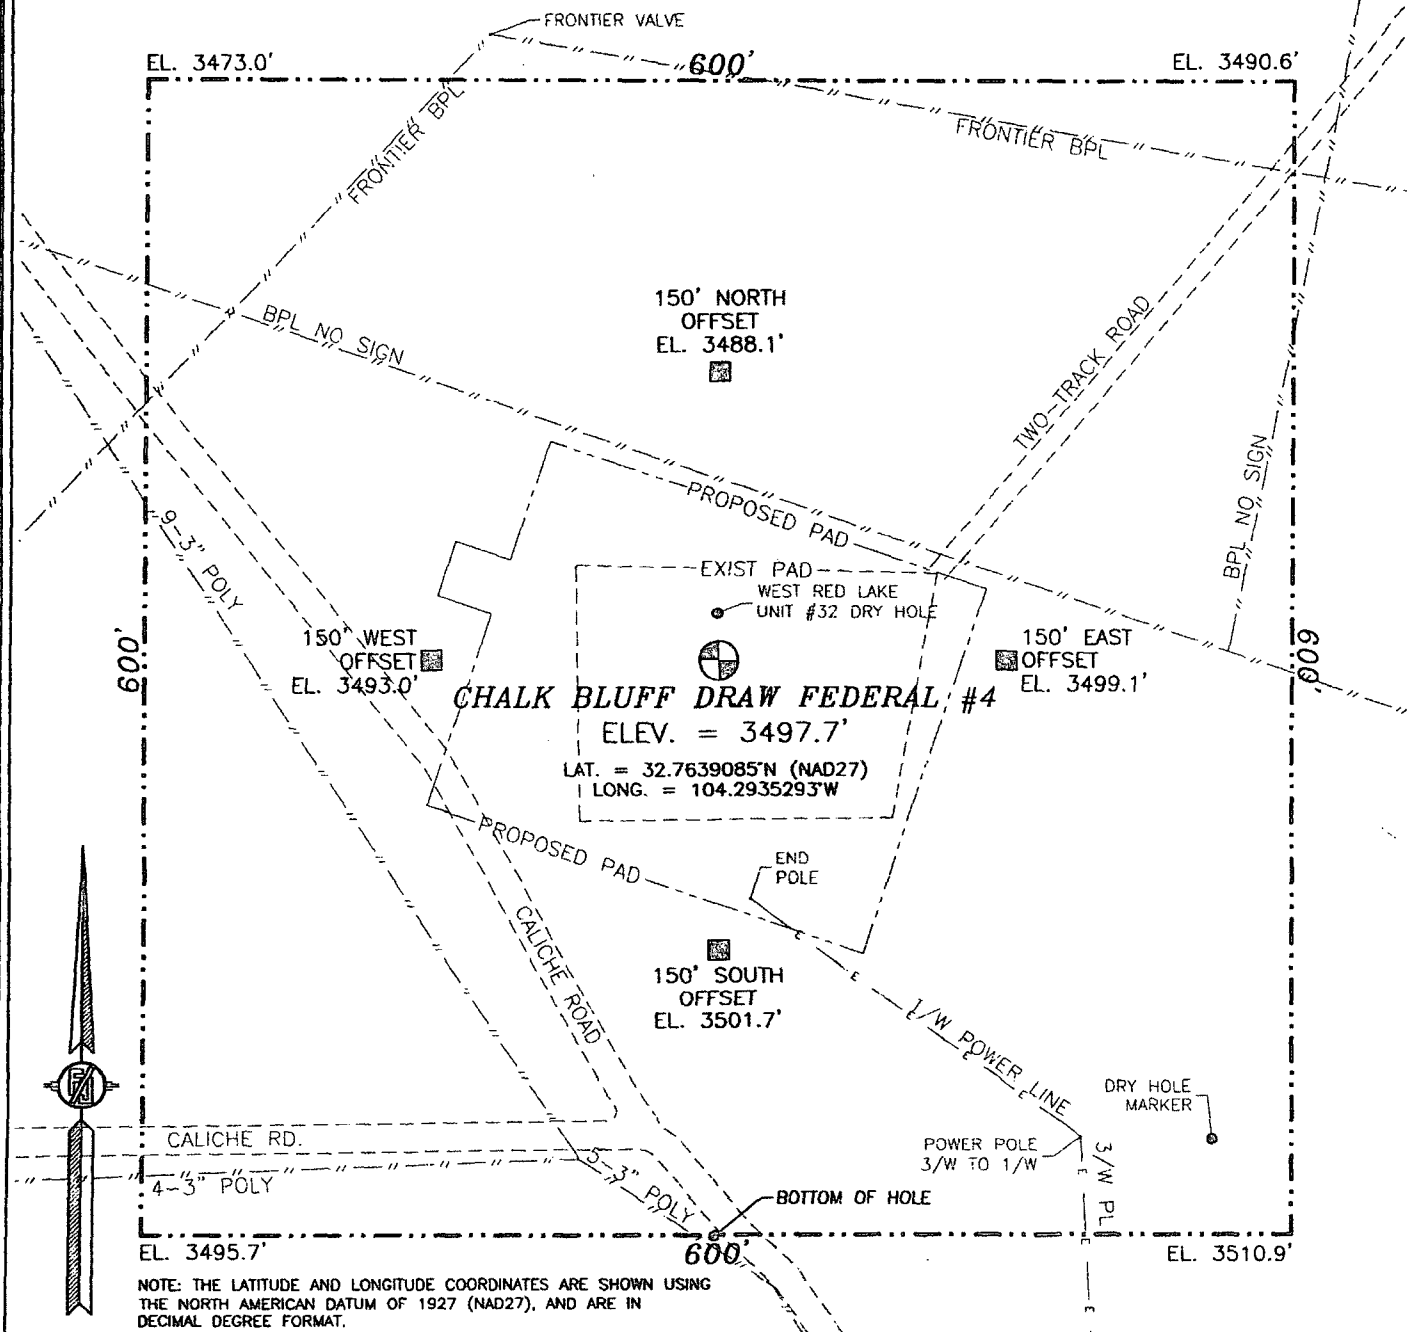 FRONTIER VALVE
EL. 3473.0'
600'
EL. 3490.6'
FRONTIER BPL
FRONTIER BPL
150' NORTH
OFFSET
EL. 3488.1'
BPL NO SIGN
TWO-TRACK ROAD
BPL NO SIGN
PROPOSED PAD
9-3" POLY
EXIST PAD
WEST RED LAKE
UNIT #32 DRY HOLE
600'
150' WEST
OFFSET
EL. 3493.0'
150' EAST
OFFSET
EL. 3499.1'
600'
CHALK BLUFF DRAW FEDERAL #4
ELEV. = 3497.7'
LAT. = 32.7639085°N (NAD27)
LONG. = 104.2935293°W
PROPOSED PAD
END
POLE
CALICHE ROAD
150' SOUTH
OFFSET
EL. 3501.7'
1/W POWER LINE
DRY HOLE
MARKER
CALICHE RD.
POWER POLE
3/W TO 1/W
3/W PL
4-3" POLY
5-3" POLY
BOTTOM OF HOLE
EL. 3495.7'
600'
EL. 3510.9'
NOTE: THE LATITUDE AND LONGITUDE COORDINATES ARE SHOWN USING
THE NORTH AMERICAN DATUM OF 1927 (NAD27), AND ARE IN
DECIMAL DEGREE FORMAT.